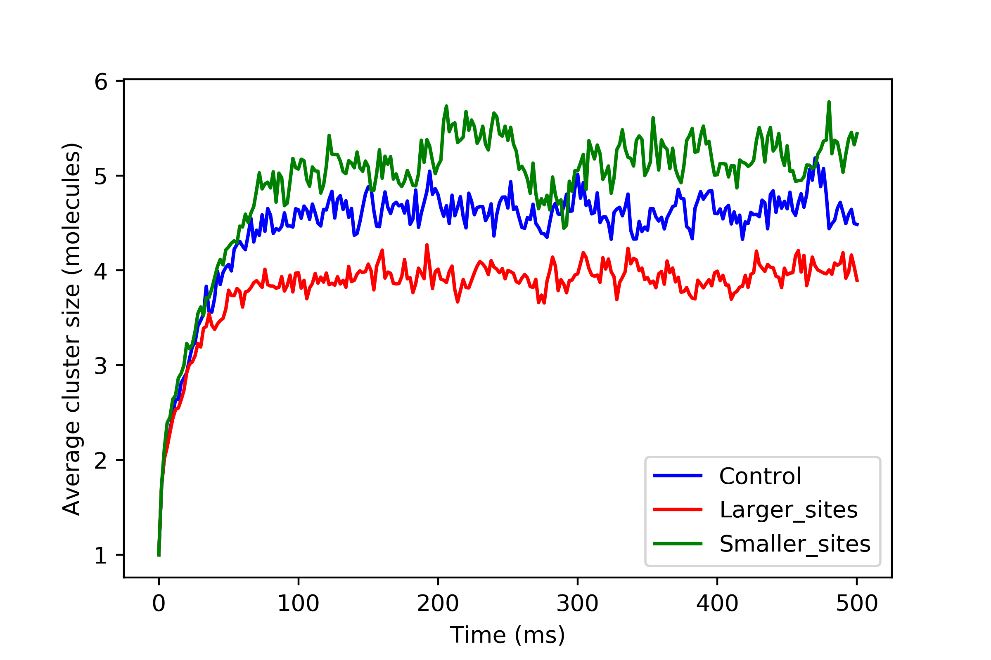 6
5
4
3
2
1
Average cluster size (molecules)
Control
Larger_sites
Smaller_sites
0 100 200 300 400 500
Time (ms)